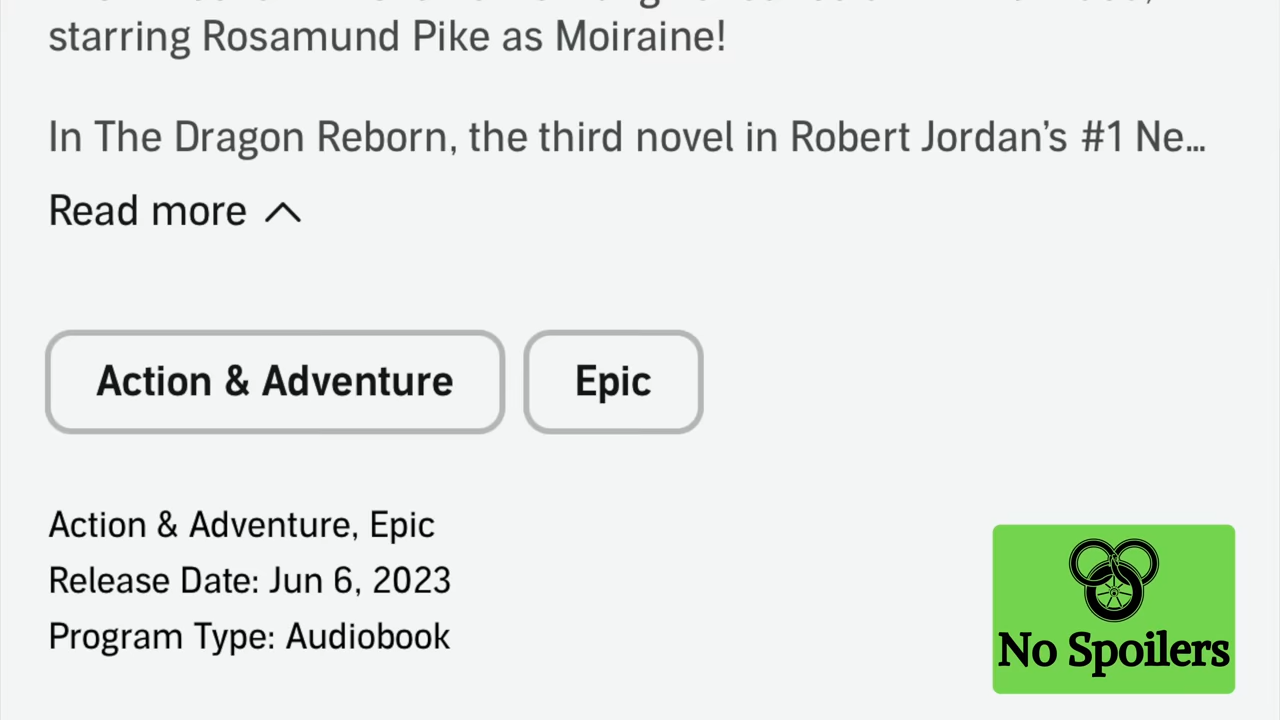 starring Rosamund Pike as Moiraine!
In The Dragon Reborn, the third novel in Robert Jordan’s #1 Ne...
Read more
Action & Adventure
Epic
Action & Adventure, Epic
Release Date: Jun 6, 2023
Program Type: Audiobook
No Spoilers